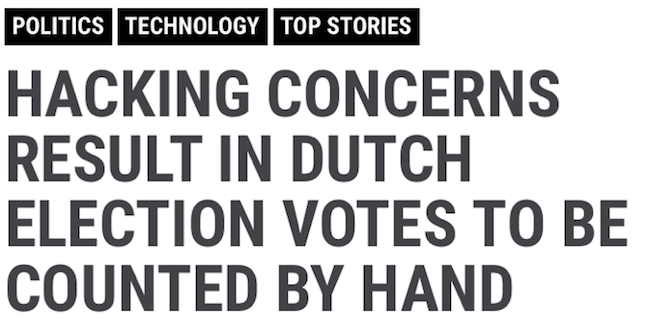 POLITICS TECHNOLOGY TOP STORIES
HACKING CONCERNS
RESULT IN DUTCH
ELECTION VOTES TO BE
COUNTED BY HAND